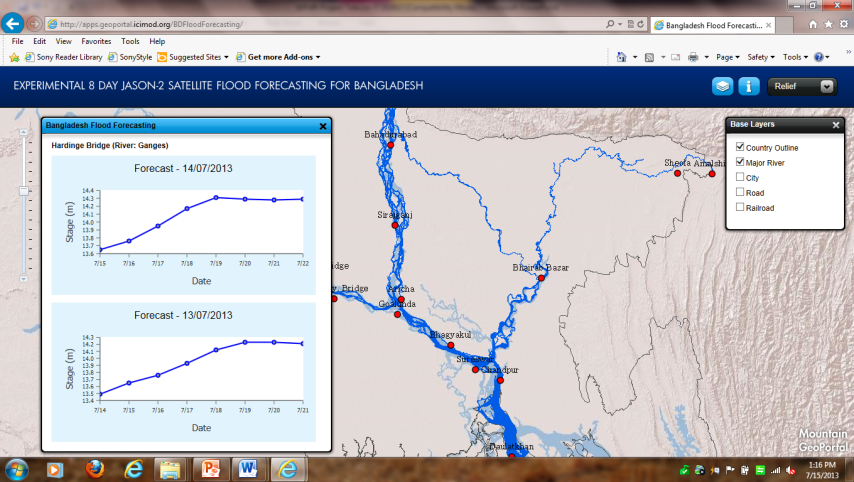 http://apps.geoportal.icimod.org/BDFloodForecasting/
Bangladesh Flood Forecasti...
File Edit View Favorites Tools Help
Sony Reader Library SonyStyle Suggested Sites Get more Add-ons
Page Safety Tools
EXPERIMENTAL 8 DAY JASON-2 SATELLITE FLOOD FORECASTING FOR BANGLADESH
Relief
Bangladesh Flood Forecasting
Hardinge Bridge (River: Ganges)
Forecast - 14/07/2013
Stage (m)
14.4
14.3
14.2
14.1
14.0
13.9
13.8
13.7
13.6
7/15 7/16 7/17 7/18 7/19 7/20 7/21 7/22
Date
Forecast - 13/07/2013
Stage (m)
14.3
14.2
14.1
14.0
13.9
13.8
13.7
13.6
13.5
13.4
7/14 7/15 7/16 7/17 7/18 7/19 7/20 7/21
Date
Bahadurabad
Sirajganj
Bhairab Bazar
Sheola Amalshi
idge
Bridge
Aricha
Goalunda
Bhagyakul
Chandpur
Daulatkhan
Base Layers
Country Outline
Major River
City
Road
Railroad
Mountain
GeoPortal
1:16 PM
7/15/2013